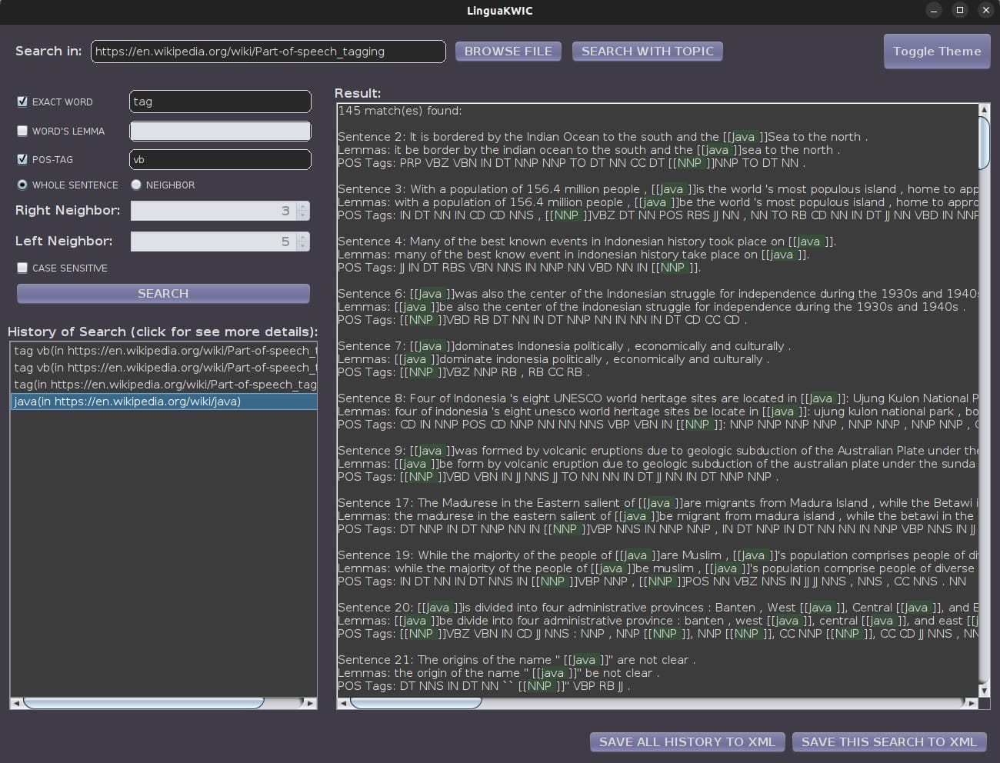 LinguaKWIC
Search in: https://en.wikipedia.org/wiki/Part-of-speech_tagging BROWSE FILE SEARCH WITH TOPIC Toggle Theme
EXACT WORD tag
WORD'S LEMMA
POS-TAG vb
WHOLE SENTENCE NEIGHBOR
Right Neighbor: 3
Left Neighbor: 5
CASE SENSITIVE
SEARCH
History of Search (click for see more details):
tag vb(in https://en.wikipedia.org/wiki/Part-of-speech_t
tag vb(in https://en.wikipedia.org/wiki/Part-of-speech_t
tag(in https://en.wikipedia.org/wiki/Part-of-speech_tag
java(in https://en.wikipedia.org/wiki/java)
Result:
145 match(es) found:
Sentence 2: It is bordered by the Indian Ocean to the south and the [[Java ]]Sea to the north .
Lemmas: it be border by the indian ocean to the south and the [[java ]]sea to the north .
POS Tags: PRP VBZ VBN IN DT NNP NNP TO DT NN CC DT [[NNP ]]NNP TO DT NN .
Sentence 3: With a population of 156.4 million people , [[Java ]]is the world 's most populous island , home to app
Lemmas: with a population of 156.4 million people , [[java ]]be the world 's most populous island , home to appro
POS Tags: IN DT NN IN CD CD NNS , [[NNP ]]VBZ DT NN POS RBS JJ NN , NN TO RB CD NN IN DT JJ NN VBD IN NNP
Sentence 4: Many of the best known events in Indonesian history took place on [[Java ]].
Lemmas: many of the best know event in indonesian history take place on [[java ]].
POS Tags: JJ IN DT RBS VBN NNS IN NNP NN VBD NN IN [[NNP ]].
Sentence 6: [[Java ]]was also the center of the Indonesian struggle for independence during the 1930s and 1940s
Lemmas: [[java ]]be also the center of the indonesian struggle for independence during the 1930s and 1940s .
POS Tags: [[NNP ]]VBD RB DT NN IN DT NNP NN IN NN IN DT CD CC CD .
Sentence 7: [[Java ]]dominates Indonesia politically , economically and culturally .
Lemmas: [[java ]]dominate indonesia politically , economically and culturally .
POS Tags: [[NNP ]]VBZ NNP RB , RB CC RB .
Sentence 8: Four of Indonesia 's eight UNESCO world heritage sites are located in [[Java ]]: Ujung Kulon National P
Lemmas: four of indonesia 's eight unesco world heritage sites be locate in [[java ]]: ujung kulon national park , bo
POS Tags: CD IN NNP POS CD NNP NN NN NNS VBP VBN IN [[NNP ]]: NNP NNP NNP NNP , NNP NNP , NNP NNP , C
Sentence 9: [[Java ]]was formed by volcanic eruptions due to geologic subduction of the Australian Plate under the
Lemmas: [[java ]]be form by volcanic eruption due to geologic subduction of the australian plate under the sunda
POS Tags: [[NNP ]]VBD VBN IN JJ NNS JJ TO NN NN IN DT JJ NN IN DT NNP NNP .
Sentence 17: The Madurese in the Eastern salient of [[Java ]]are migrants from Madura Island , while the Betawi i
Lemmas: the madurese in the eastern salient of [[java ]]be migrant from madura island , while the betawi in the
POS Tags: DT NNP IN DT NNP NN IN [[NNP ]]VBP NNS IN NNP NNP , IN DT NNP IN DT NN NN IN NNP VBP NNS IN JJ
Sentence 19: While the majority of the people of [[Java ]]are Muslim , [[Java ]]'s population comprises people of di
Lemmas: while the majority of the people of [[java ]]be muslim , [[java ]]'s population comprise people of diverse
POS Tags: IN DT NN IN DT NNS IN [[NNP ]]VBP NNP , [[NNP ]]POS NN VBZ NNS IN JJ JJ NNS , NNS , CC NNS . NN
Sentence 20: [[Java ]]is divided into four administrative provinces : Banten , West [[Java ]], Central [[Java ]], and E
Lemmas: [[java ]]be divide into four administrative province : banten , west [[java ]], central [[java ]], and east [[j
POS Tags: [[NNP ]]VBZ VBN IN CD JJ NNS : NNP , NNP [[NNP ]], NNP [[NNP ]], CC NNP [[NNP ]], CC CD JJ NNS , NN
Sentence 21: The origins of the name " [[Java ]]" are not clear .
Lemmas: the origin of the name " [[java ]]" be not clear .
POS Tags: DT NNS IN DT NN `` [[NNP ]]'' VBP RB JJ .
SAVE ALL HISTORY TO XML SAVE THIS SEARCH TO XML